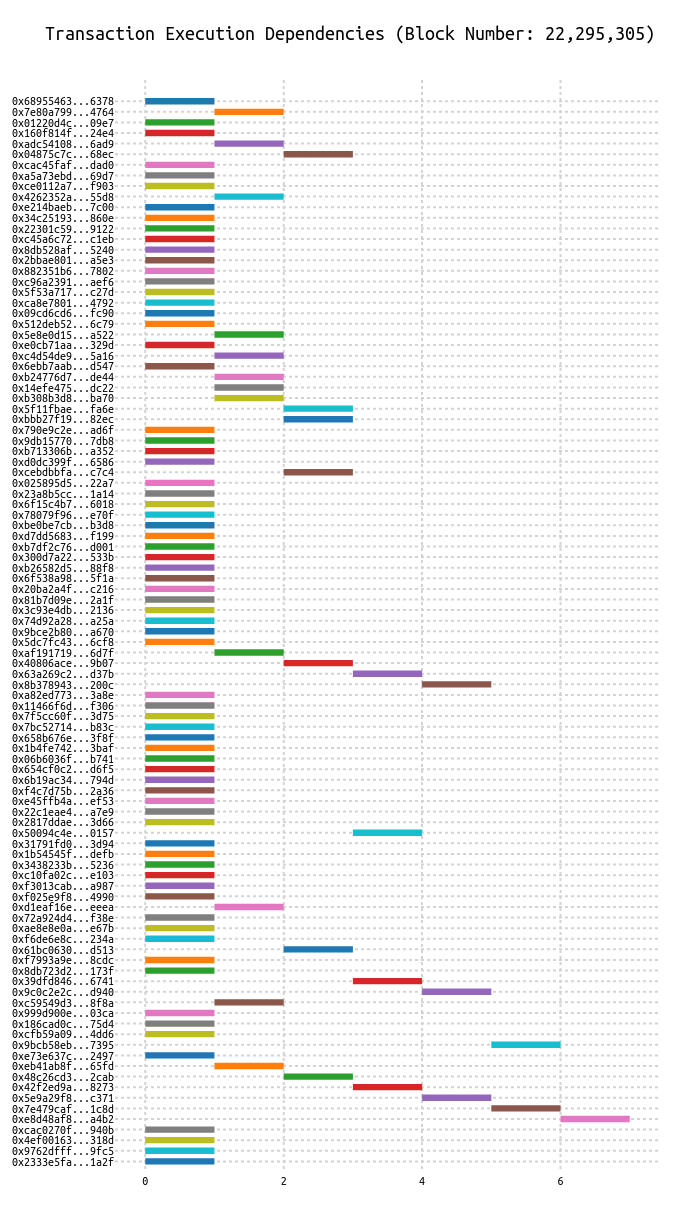 Transaction Execution Dependencies (Block Number: 22,295,305)
0x68955463...6378
0x7e80a799...4764
0x01220d4c...09e7
0x160f814f...24e4
0xadc54108...6ad9
0x04875c7c...68ec
0xcac45faf...dad0
0xa5a73ebd...69d7
0xce0112a7...f903
0x4262352a...55d8
0xe214baeb...7c00
0x34c25193...860e
0x22301c59...9122
0xc45a6c72...c1eb
0x8db528af...5240
0x2bbae801...a5e3
0x882351b6...7802
0xc96a2391...aef6
0x5f53a717...c27d
0xca8e7801...4792
0x09cd6cd6...fc90
0x512deb52...6c79
0x5e8e0d15...a522
0xe0cb71aa...329d
0xc4d54de9...5a16
0x6ebb7aab...d547
0xb24776d7...de44
0x14efe475...dc22
0xb308b3d8...ba70
0x5f11fbae...fa6e
0xbbb27f19...82ec
0x790e9c2e...ad6f
0x9db15770...7db8
0xb713306b...a352
0xd0dc399f...6586
0xcebdbbfa...c7c4
0x025895d5...22a7
0x23a8b5cc...1a14
0x6f15c4b7...6018
0x78079f96...e70f
0xbe0be7cb...b3d8
0xd7dd5683...f199
0xb7df2c76...d001
0x300d7a22...533b
0xb26582d5...88f8
0x6f538a98...5f1a
0x20ba2a4f...c216
0x81b7d09e...2a1f
0x3c93e4db...2136
0x74d92a28...a25a
0x9bce2b80...a670
0x5dc7fc43...6cf8
0xaf191719...6d7f
0x40806ace...9b07
0x63a269c2...d37b
0x8b378943...200c
0xa82ed773...3a8e
0x11466f6d...f306
0x7f5cc60f...3d75
0x7bc52714...b83c
0x658b676e...3f8f
0x1b4fe742...3baf
0x06b6036f...b741
0x654cf0c2...d6f5
0x6b19ac34...794d
0xf4c7d75b...2a36
0xe45ffb4a...ef53
0x22c1eae4...a7e9
0x2817ddae...3d66
0x50094c4e...0157
0x31791fd0...3d94
0x1b54545f...defb
0x3438233b...5236
0xc10fa02c...e103
0xf3013cab...a987
0xf025e9f8...4990
0xd1eaf16e...eeea
0x72a924d4...f38e
0xae8e8e0a...e67b
0xf6de6e8c...234a
0x61bc0630...d513
0xf7993a9e...8cdc
0x8db723d2...173f
0x39dfd846...6741
0x9c0c2e2c...d940
0xc59549d3...8f8a
0x999d900e...03ca
0x186cad0c...75d4
0xcfb59a09...4dd6
0x9bcb58eb...7395
0xe73e637c...2497
0xeb41ab8f...65fd
0x48c26cd3...2cab
0x42f2ed9a...8273
0x5e9a29f8...c371
0x7e479caf...1c8d
0xe8d48af8...a4b2
0xcac0270f...940b
0x4ef00163...318d
0x9762dfff...9fc5
0x2333e5fa...1a2f
0 2 4 6